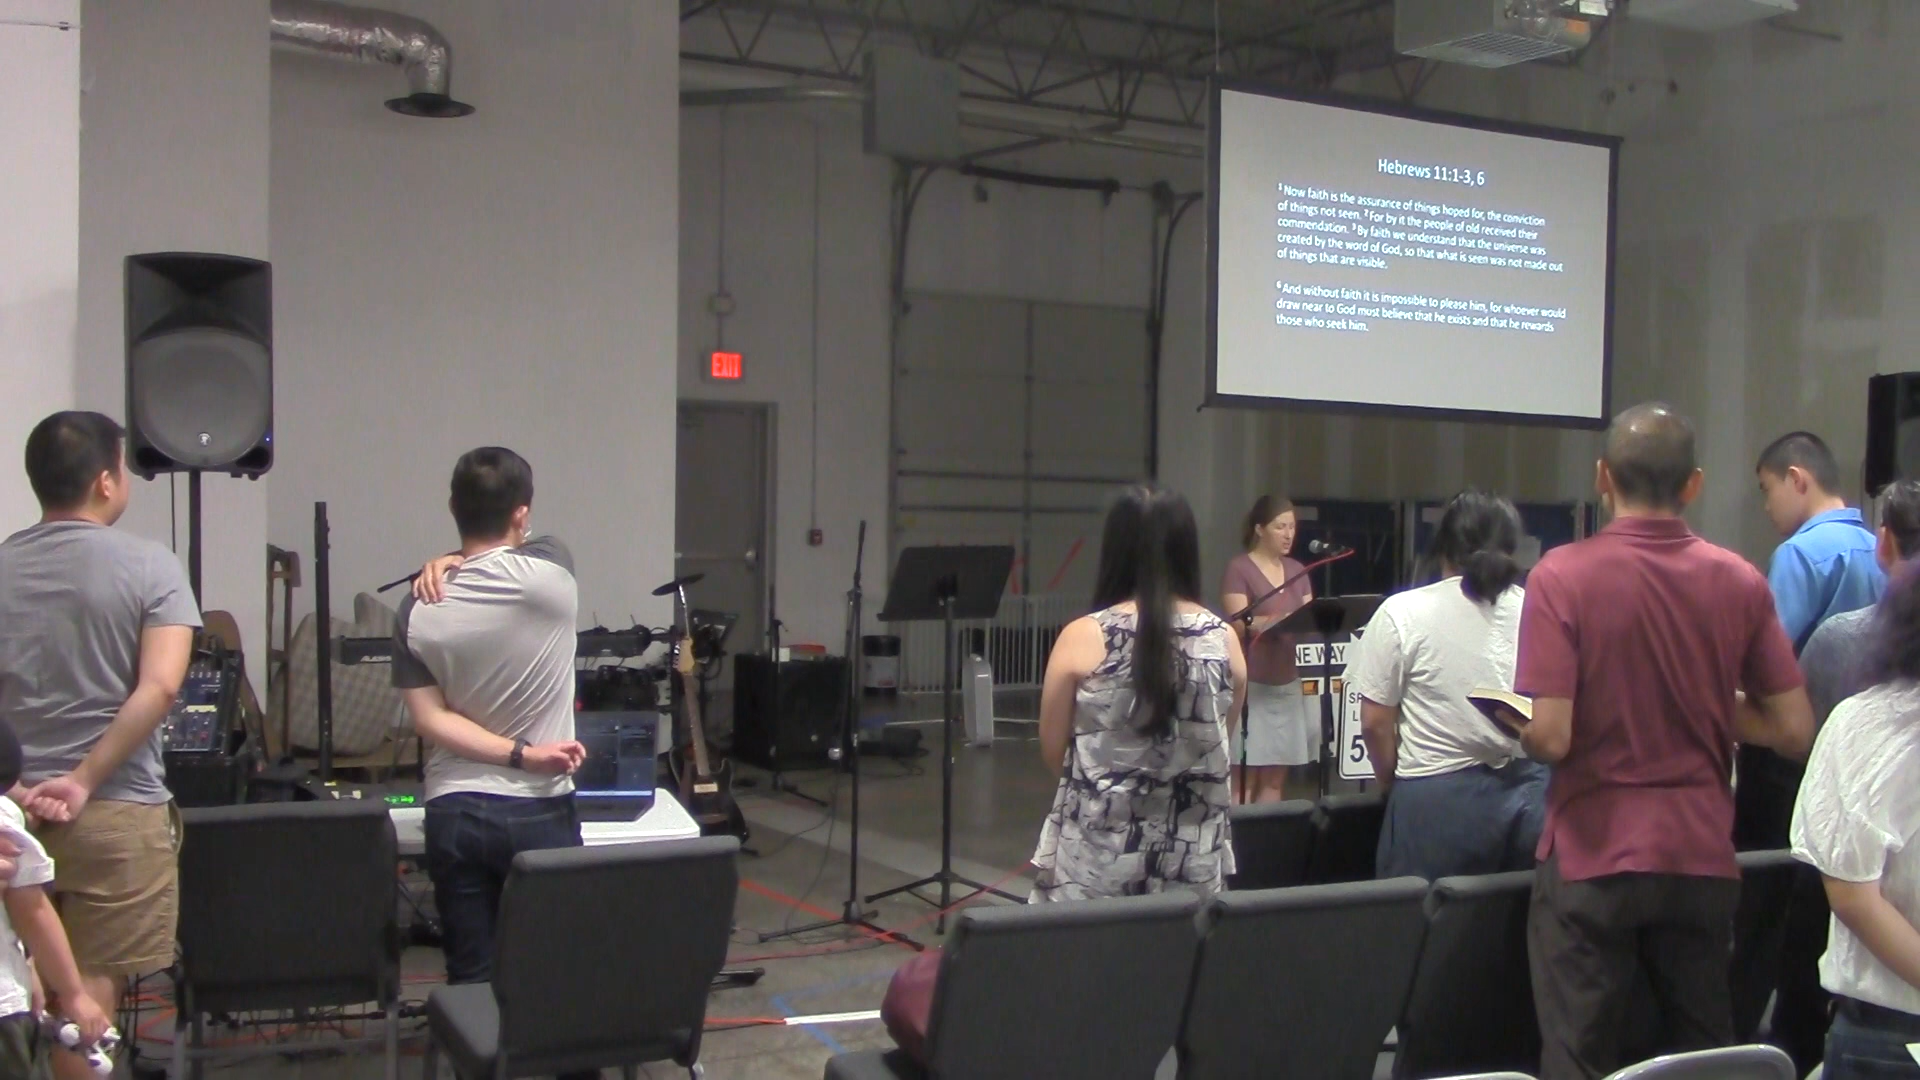 Hebrews 11:1-3, 6
1 Now faith is the assurance of things hoped for, the conviction
of things not seen. 2 For by it the people of old received their
commendation. 3 By faith we understand that the universe was
created by the word of God, so that what is seen was not made out
of things that are visible.
6 And without faith it is impossible to please him, for whoever would
draw near to God must believe that he exists and that he rewards
those who seek him.
EXIT
NE WAY
SP
L
5